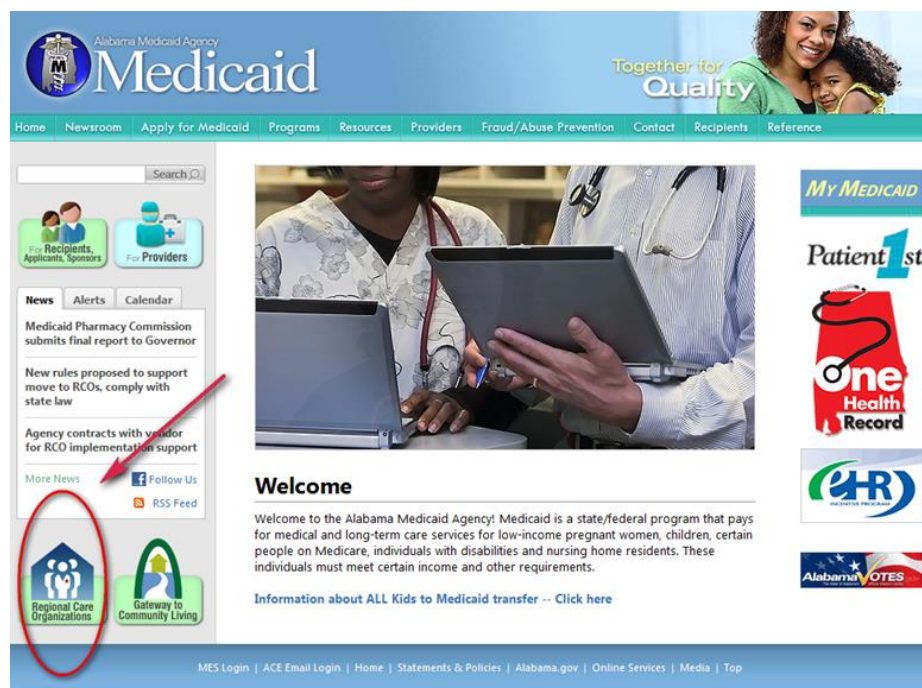 Alabama Medicaid Agency
Medicaid
Together for
Quality
Home Newsroom Apply for Medicaid Programs Resources Providers Fraud/Abuse Prevention Contact Recipients Reference
Search
For Recipients,
Applicants, Sponsors
For Providers
News Alerts Calendar
Medicaid Pharmacy Commission
submits final report to Governor
New rules proposed to support
move to RCOs, comply with
state law
Agency contracts with vendor
for RCO implementation support
More News
Follow Us
RSS Feed
Regional Care
Organizations
Gateway to
Community Living
Welcome
Welcome to the Alabama Medicaid Agency! Medicaid is a state/federal program that pays
for medical and long-term care services for low-income pregnant women, children, certain
people on Medicare, individuals with disabilities and nursing home residents. These
individuals must meet certain income and other requirements.
Information about ALL Kids to Medicaid transfer -- Click here
MY MEDICAID
Patient 1st
One
Health
Record
eHR
INCENTIVE PROGRAM
Alabama VOTES
MES Login | ACE Email Login | Home | Statements & Policies | Alabama.gov | Online Services | Media | Top